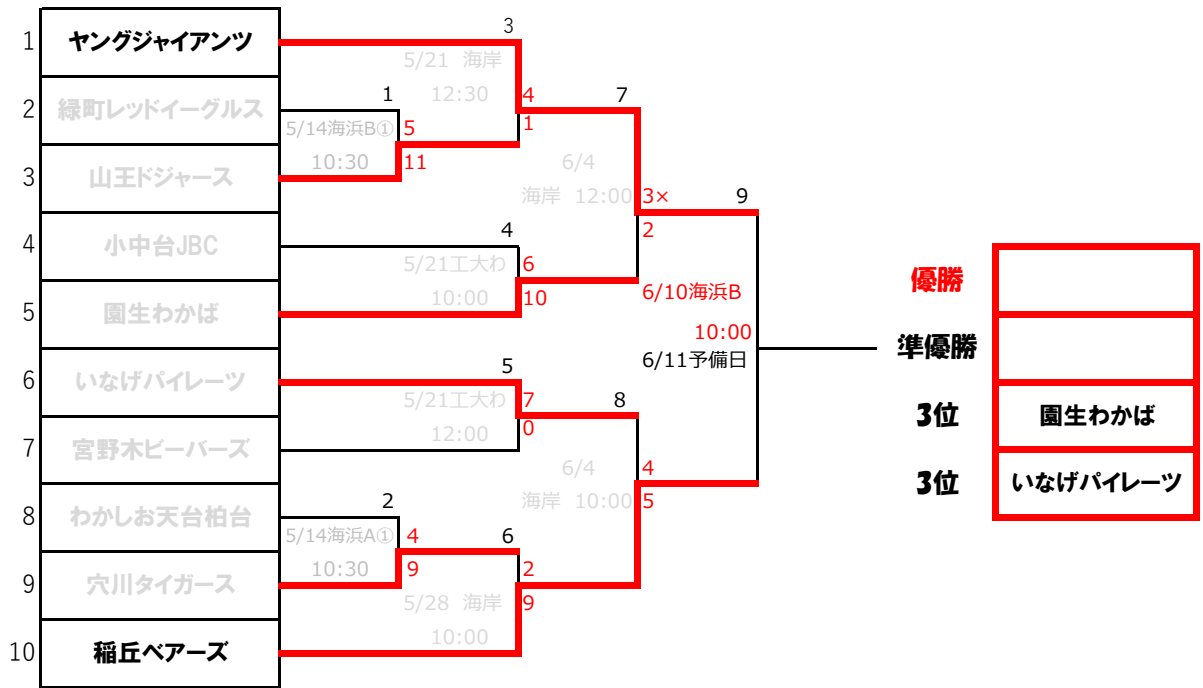 1 ヤングジャイアンツ
2 緑町レッドイーグルス
3 山王ドジャース
4 小中台JBC
5 園生わかば
6 いなげパイレーツ
7 宮野木ビーバーズ
8 わかしお天台柏台
9 穴川タイガース
10 稲丘ベアーズ
1
5/14海浜B①
10:30
5
11
2
5/14海浜A①
10:30
4
9
3
5/21 海岸
12:30
4
1
4
5/21工大わ
10:00
6
10
5
5/21工大わ
12:00
7
0
6
5/28 海岸
10:00
2
9
7
6/4
海岸 12:00
3×
2
8
6/4
海岸 10:00
4
5
9
6/10海浜B
10:00
6/11予備日
優勝
準優勝
3位 園生わかば
3位 いなげパイレーツ